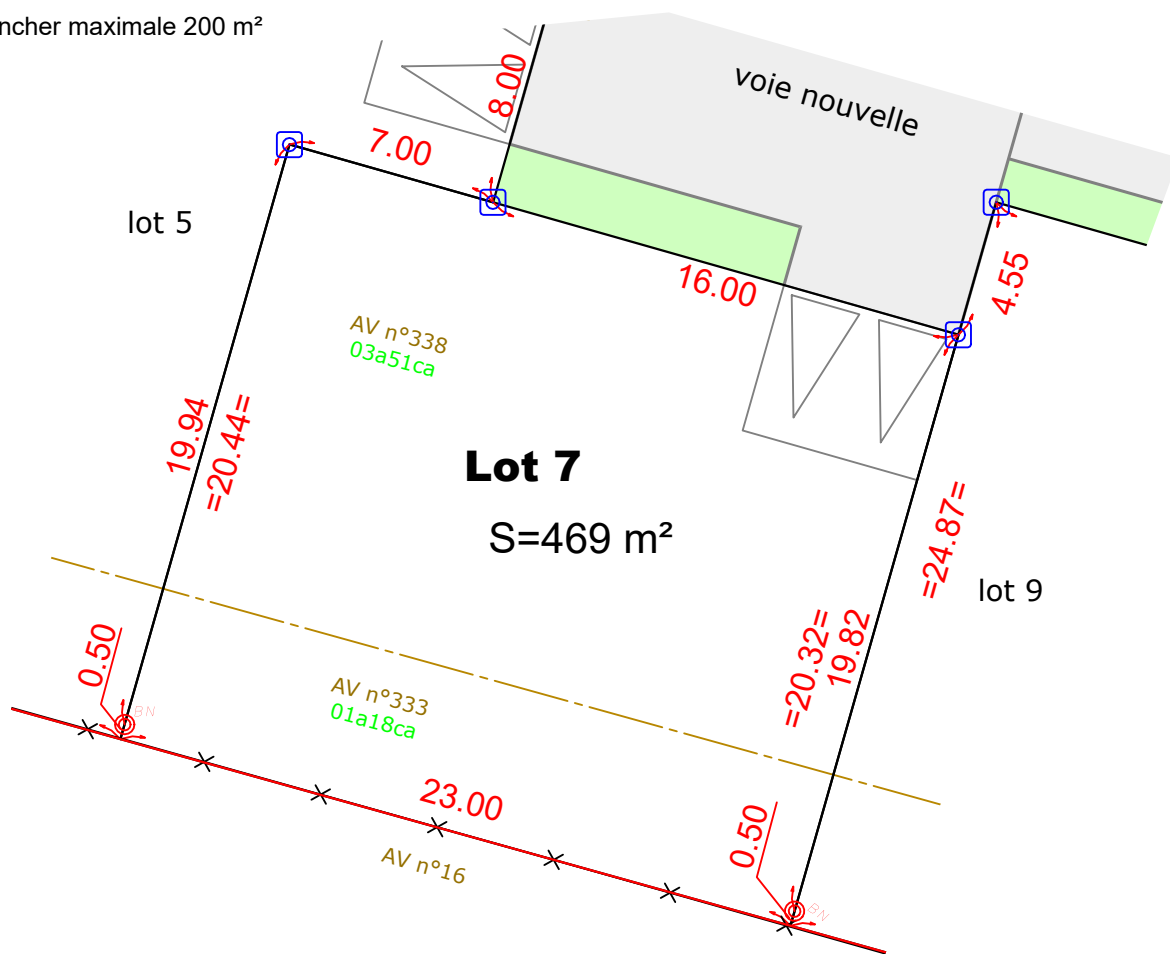 ncher maximale 200 m²
voie nouvelle
8.00
7.00
lot 5
16.00
4.55
AV n°338
03a51ca
19.94
=20.44=
Lot 7
S=469 m²
=24.87=
lot 9
=20.32=
19.82
0.50
BN
AV n°333
01a18ca
23.00
0.50
BN
AV n°16